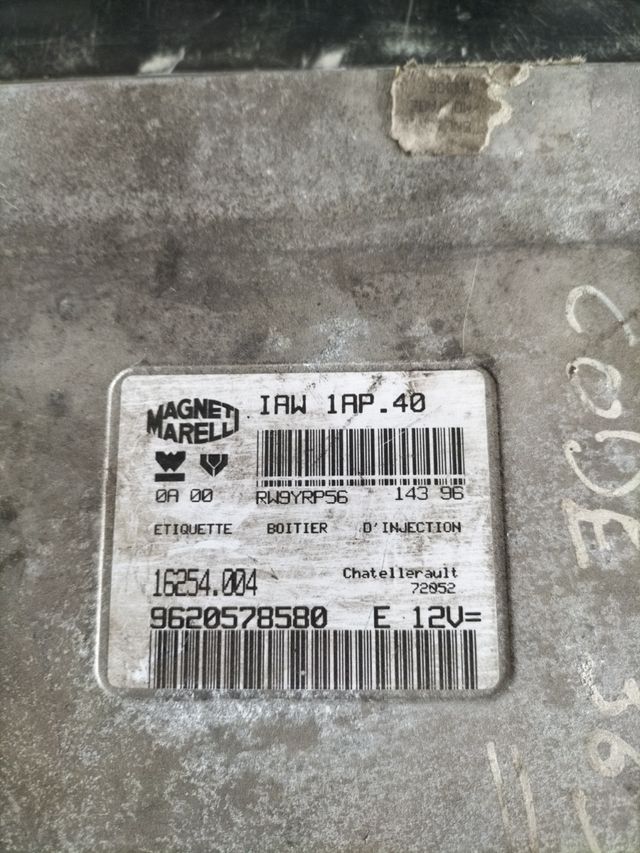 MAGNETI MARELLI
IAW 1AP.40
0A 00 RW9YRP56 143 96
ETIQUETTE BOITIER D'INJECTION
16254.004 Chatellerault
72052
9620578580 E 12V=
CODE